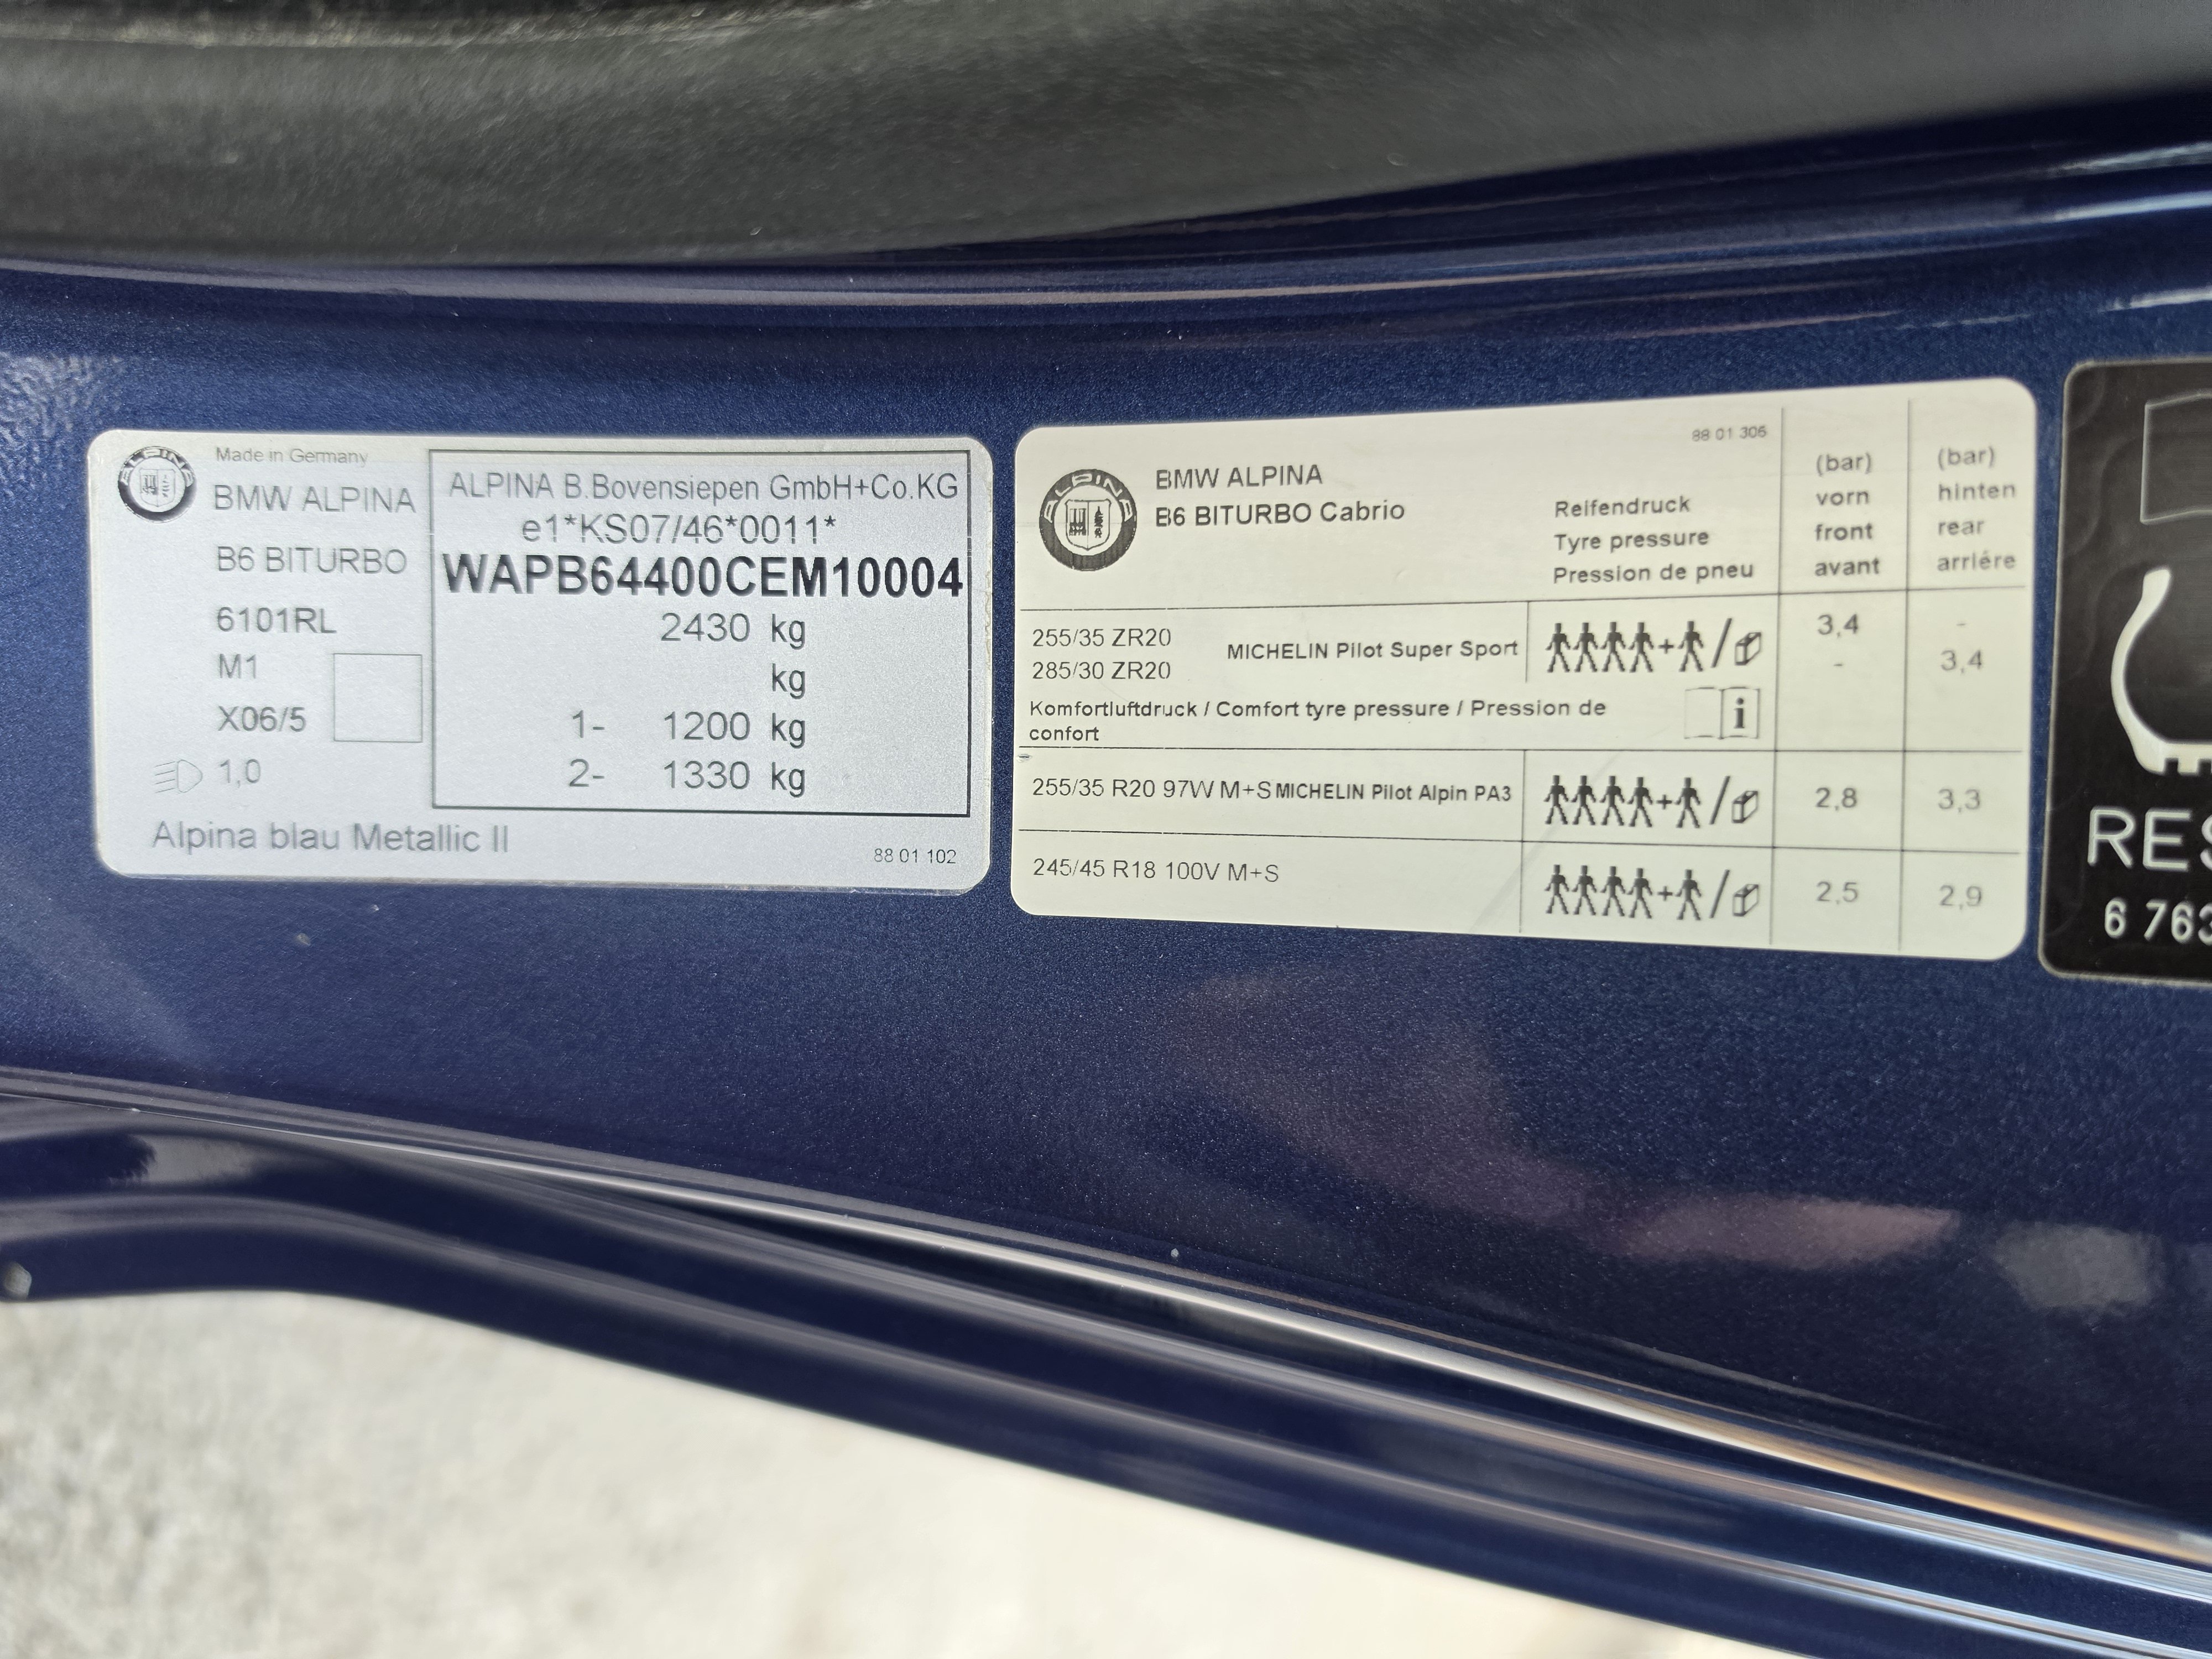 ALPINA
Made in Germany
BMW ALPINA
B6 BITURBO
6101RL
M1
X06/5
1,0
Alpina blau Metallic II
ALPINA B.Bovensiepen GmbH+Co.KG
e1*KS07/46*0011*
WAPB64400CEM10004
2430 kg
kg
1- 1200 kg
2- 1330 kg
88 01 102
ALPINA
BMW ALPINA
B6 BITURBO Cabrio
88 01 306
Reifendruck
Tyre pressure
Pression de pneu
(bar)
vorn
front
avant
(bar)
hinten
rear
arriére
255/35 ZR20
285/30 ZR20
MICHELIN Pilot Super Sport
+ /
3,4 -
- 3,4
Komfortluftdruck / Comfort tyre pressure / Pression de
confort
i
255/35 R20 97W M+S MICHELIN Pilot Alpin PA3 + / 2,8 3,3
245/45 R18 100V M+S + / 2,5 2,9
RES
6 763